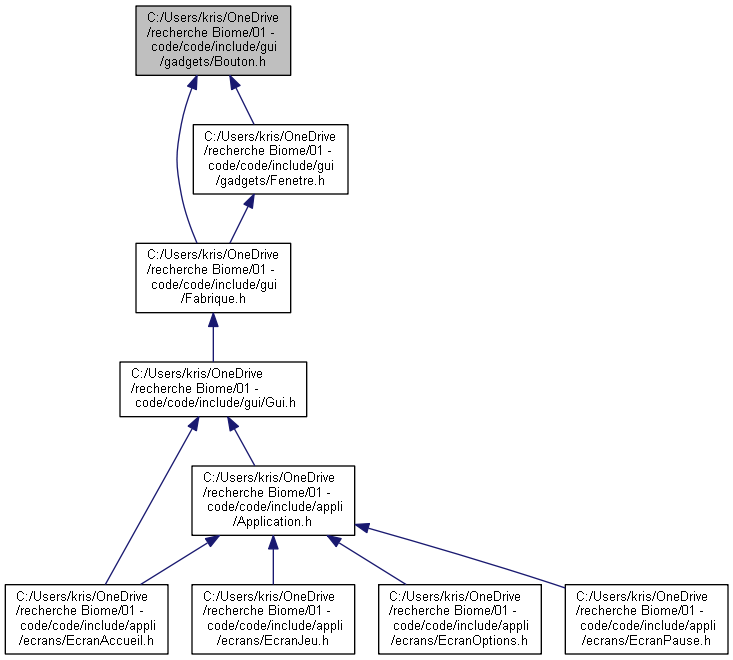 C:/Users/kris/OneDrive
/recherche Biome/01 -
code/code/include/gui
/gadgets/Bouton.h
C:/Users/kris/OneDrive
/recherche Biome/01 -
code/code/include/gui
/gadgets/Fenetre.h
C:/Users/kris/OneDrive
/recherche Biome/01 -
code/code/include/gui
/Fabrique.h
C:/Users/kris/OneDrive
/recherche Biome/01 -
code/code/include/gui/Gui.h
C:/Users/kris/OneDrive
/recherche Biome/01 -
code/code/include/appli
/Application.h
C:/Users/kris/OneDrive
/recherche Biome/01 -
code/code/include/appli
/ecrans/EcranAccueil.h
C:/Users/kris/OneDrive
/recherche Biome/01 -
code/code/include/appli
/ecrans/EcranJeu.h
C:/Users/kris/OneDrive
/recherche Biome/01 -
code/code/include/appli
/ecrans/EcranOptions.h
C:/Users/kris/OneDrive
/recherche Biome/01 -
code/code/include/appli
/ecrans/EcranPause.h